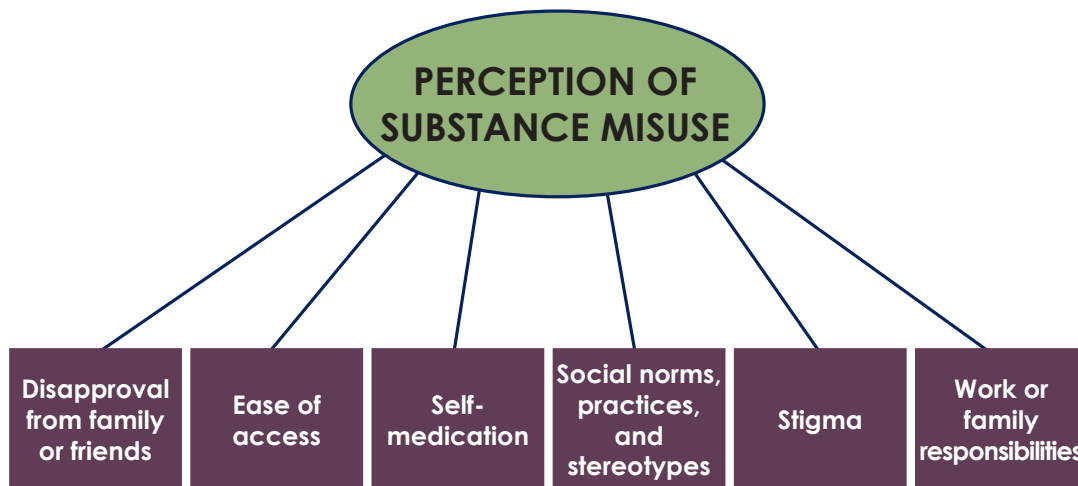 PERCEPTION OF
SUBSTANCE MISUSE
Disapproval
from family
or friends
Ease of
access
Self-
medication
Social norms,
practices,
and
stereotypes
Stigma
Work or
family
responsibilities